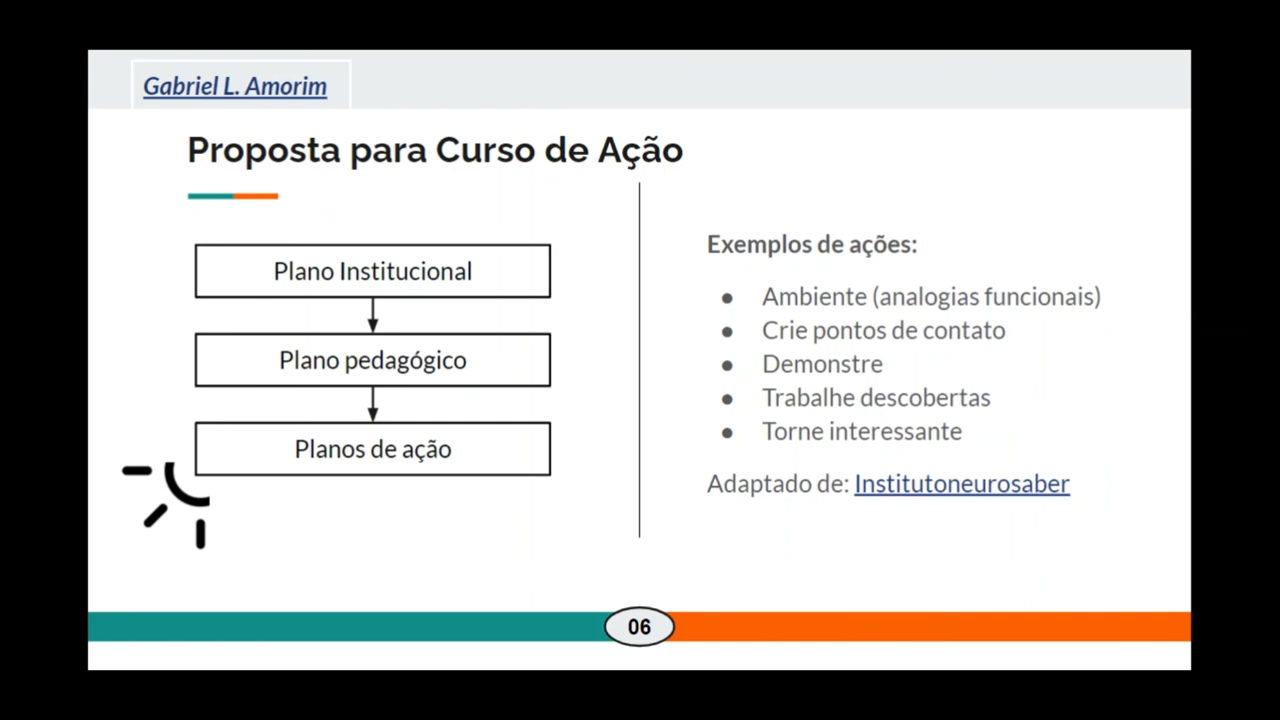 Gabriel L. Amorim
Proposta para Curso de Ação
Plano Institucional
Plano pedagógico
Planos de ação
Exemplos de ações:
● Ambiente (analogias funcionais)
● Crie pontos de contato
● Demonstre
● Trabalhe descobertas
● Torne interessante
Adaptado de: Institutoneurosaber
06